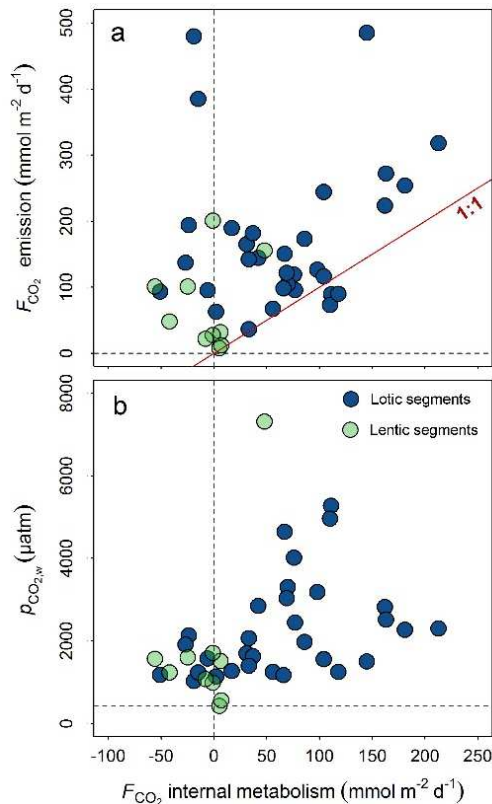 a
500
400
300
200
100
0
F_CO2 emission (mmol m⁻² d⁻¹)
1:1
b
Lotic segments
Lentic segments
8000
6000
4000
2000
0
p_CO2,w (µatm)
-100 -50 0 50 100 150 200 250
F_CO2 internal metabolism (mmol m⁻² d⁻¹)